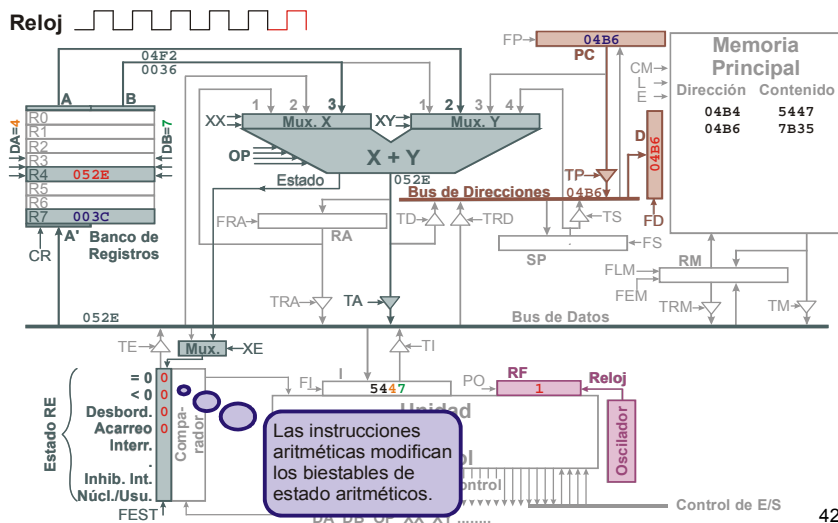 Reloj
04F2
0036
FP
04B6
PC
Memoria
Principal
Dirección Contenido
04B4 5447
04B6 7B35
CM
L
E
A B
1 2 3
1 2 3 4
XX
Mux. X
XY
Mux. Y
OP
X + Y
Estado
052E
DA=4
DB=7
R0
R1
R2
R3
R4 052E
R5
R6
R7 003C
A'
Banco de
Registros
CR
D
04B6
TP
Bus de Direcciones
04B6
FD
FRA
RA
TD
TRD
TS
SP
FS
FLM
FEM
RM
TRM
TM
TRA
TA
052E
Bus de Datos
TE
Mux.
XE
TI
I
FI
5447
PO
RF
1
Reloj
Oscilador
Estado RE
= 0 0
< 0 0
Desbord. 0
Acarreo 0
Interr.
.
Inhib. Int.
Núcl./Usu.
FEST
Compa-
rador
Unidad
Las instrucciones
aritméticas modifican
los biestables de
estado aritméticos.
ol
ontrol
Control de E/S
DA DB OP XX XY ........
42